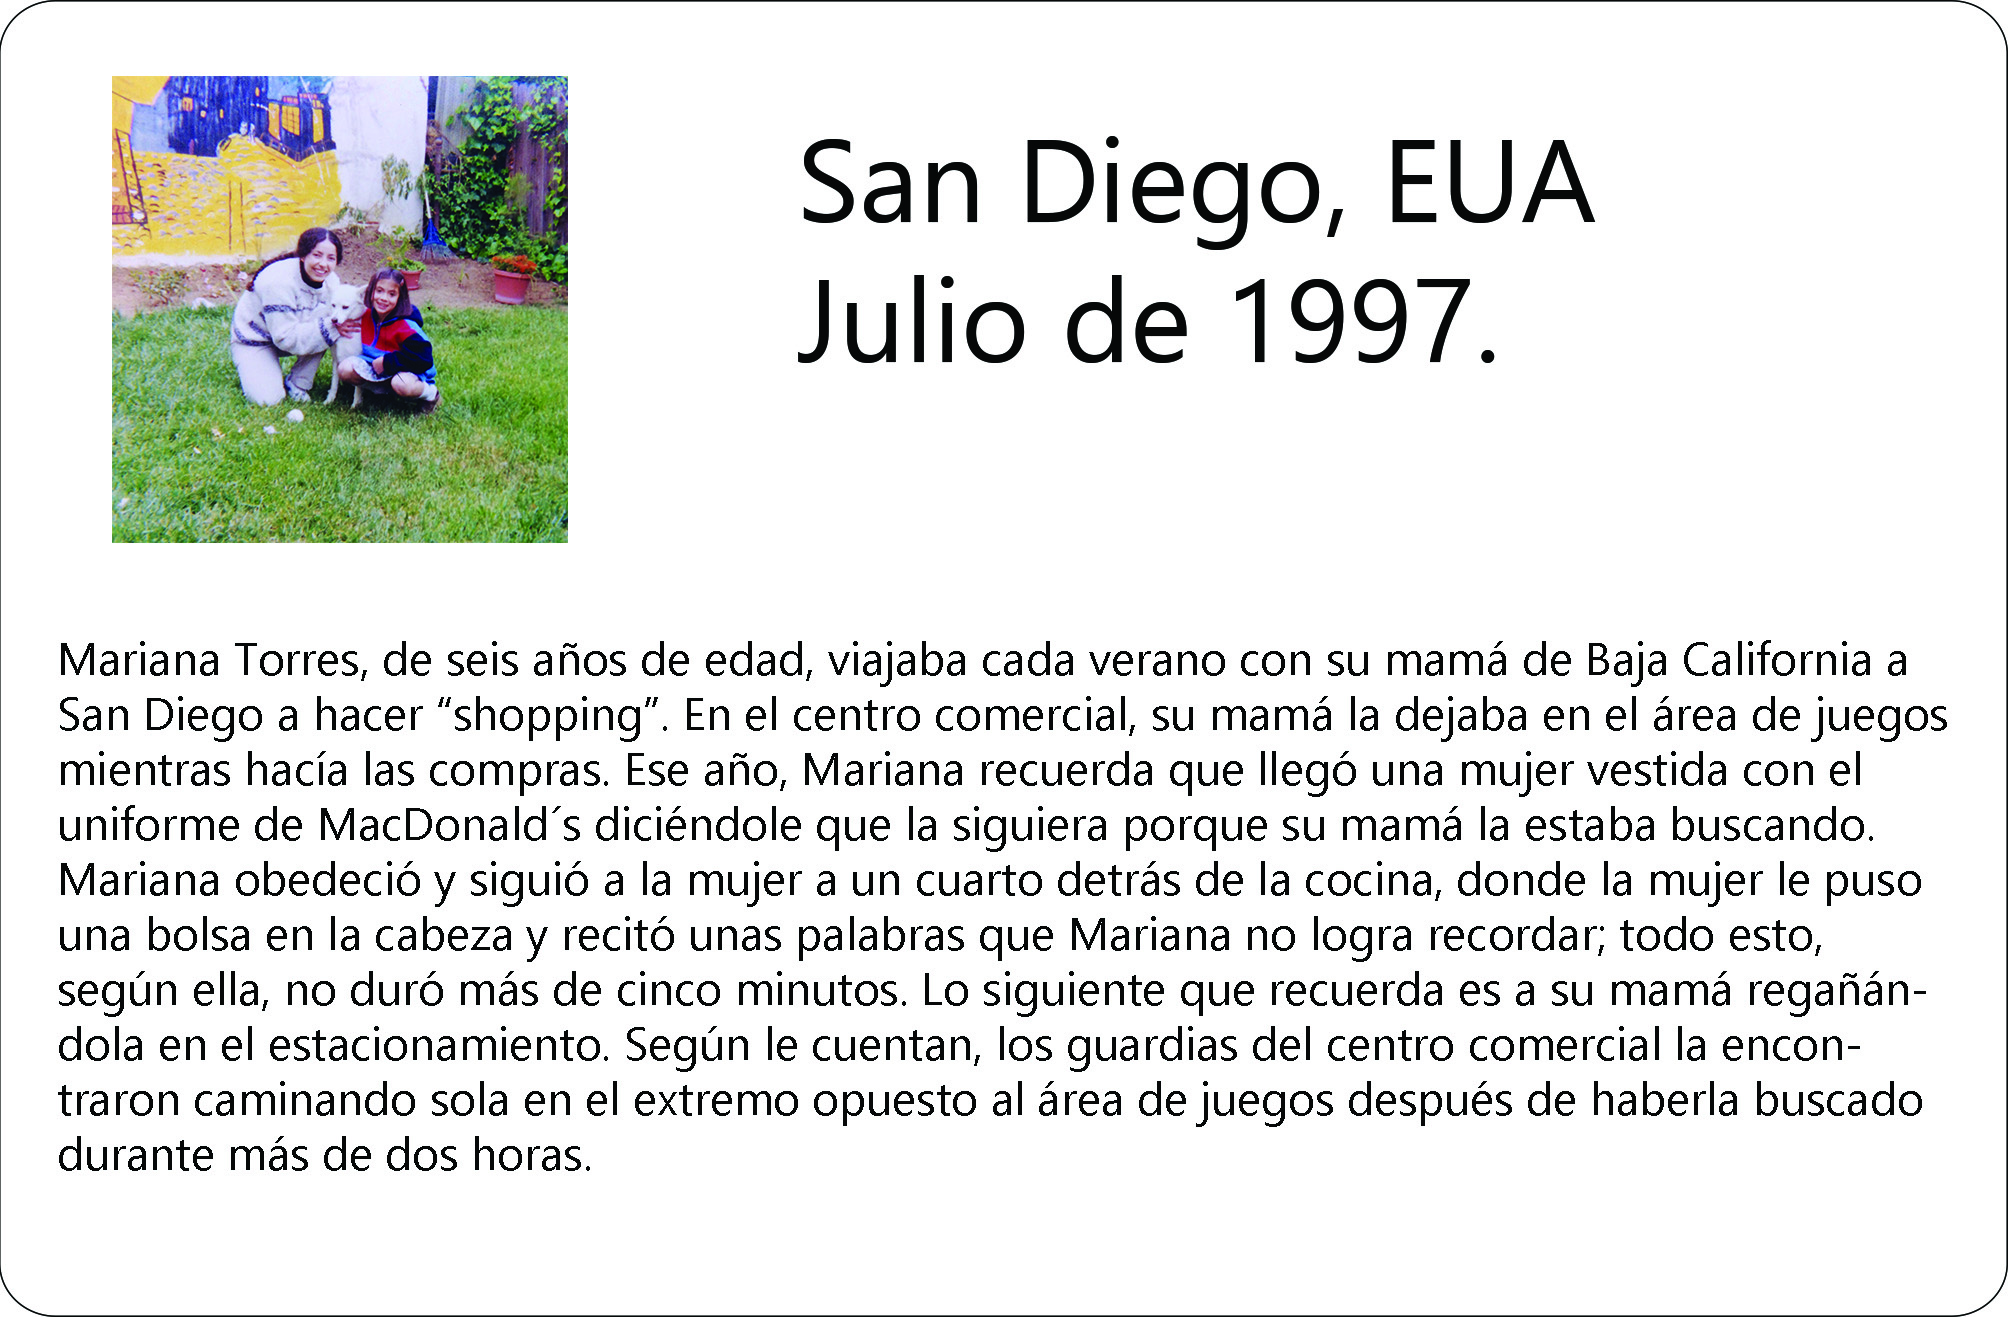 San Diego, EUA
Julio de 1997.
Mariana Torres, de seis años de edad, viajaba cada verano con su mamá de Baja California a
San Diego a hacer “shopping”. En el centro comercial, su mamá la dejaba en el área de juegos
mientras hacía las compras. Ese año, Mariana recuerda que llegó una mujer vestida con el
uniforme de MacDonald´s diciéndole que la siguiera porque su mamá la estaba buscando.
Mariana obedeció y siguió a la mujer a un cuarto detrás de la cocina, donde la mujer le puso
una bolsa en la cabeza y recitó unas palabras que Mariana no logra recordar; todo esto,
según ella, no duró más de cinco minutos. Lo siguiente que recuerda es a su mamá regañán-
dola en el estacionamiento. Según le cuentan, los guardias del centro comercial la encon-
traron caminando sola en el extremo opuesto al área de juegos después de haberla buscado
durante más de dos horas.